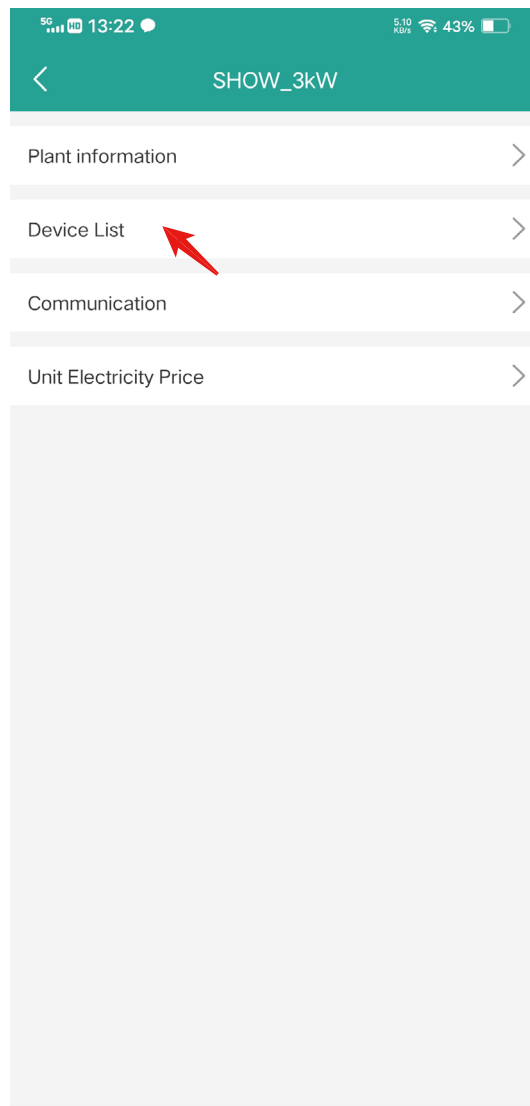 5G HD 13:22 5.10 KB/s 43%
SHOW_3kW
Plant information
Device List
Communication
Unit Electricity Price